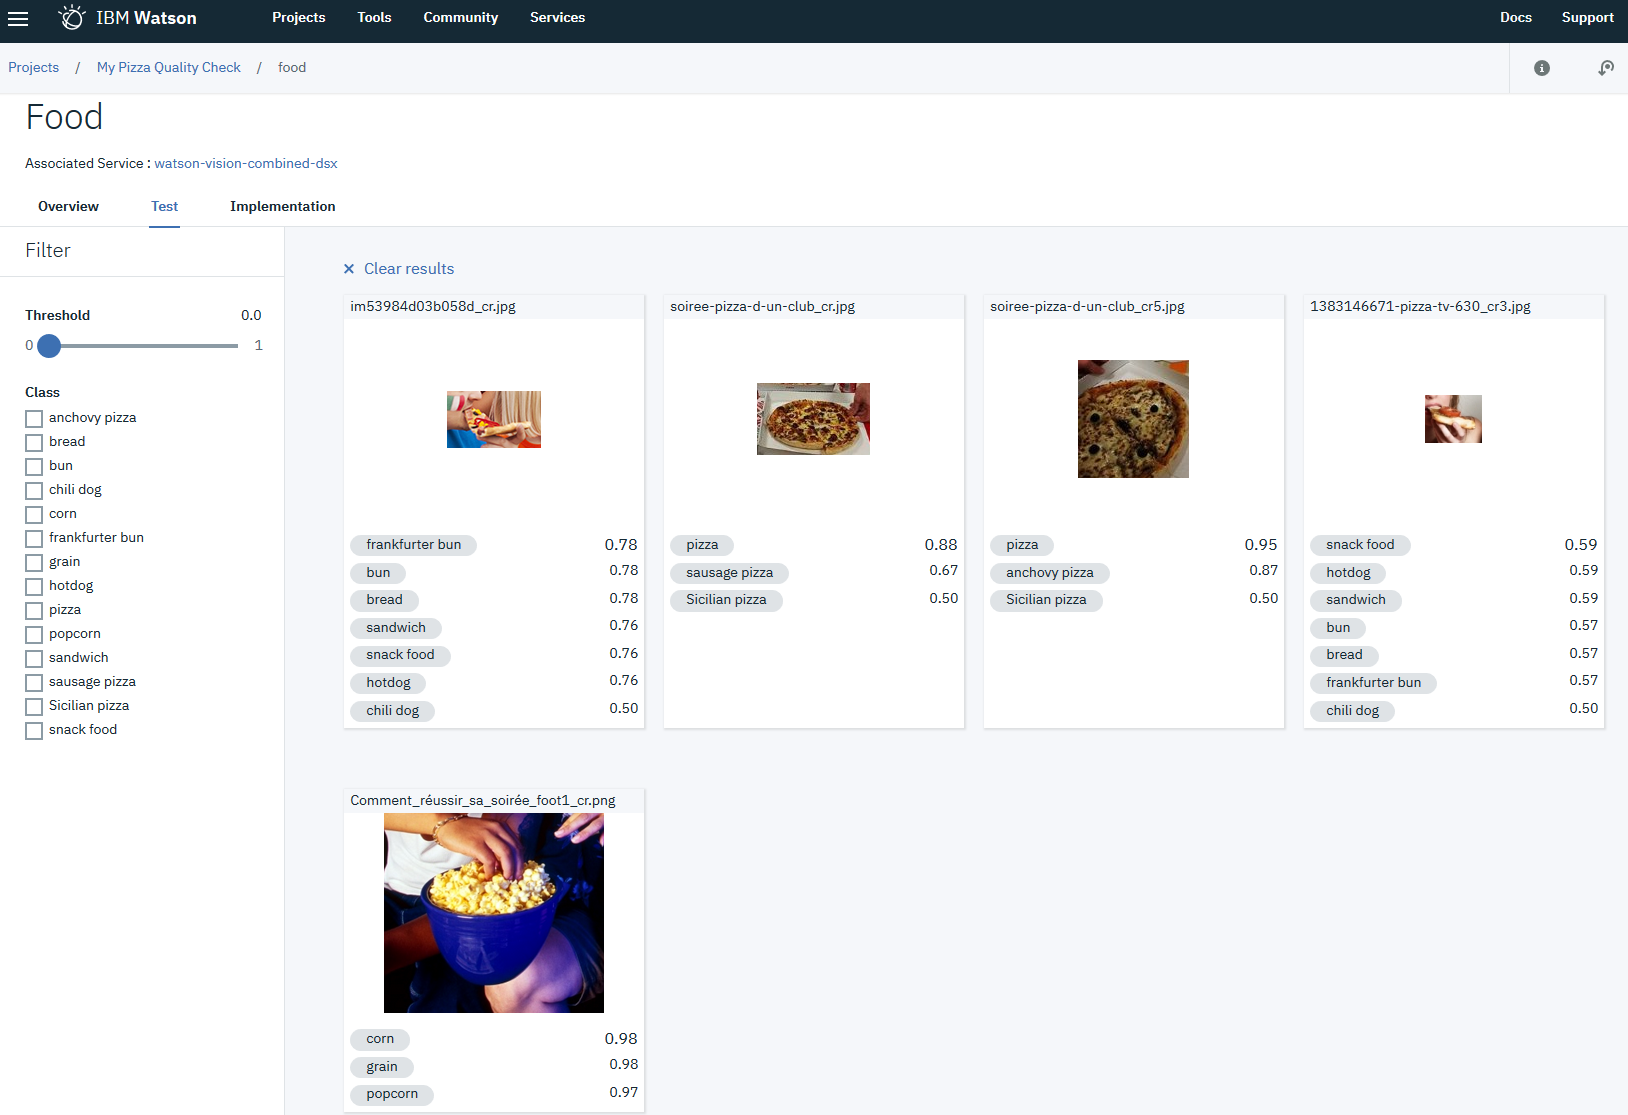 IBM Watson Projects Tools Community Services Docs Support
Projects / My Pizza Quality Check / food
Food
Associated Service : watson-vision-combined-dsx
Overview Test Implementation
Filter
Threshold 0.0
0 1
Class
anchovy pizza
bread
bun
chili dog
corn
frankfurter bun
grain
hotdog
pizza
popcorn
sandwich
sausage pizza
Sicilian pizza
snack food
× Clear results
im53984d03b058d_cr.jpg
frankfurter bun 0.78
bun 0.78
bread 0.78
sandwich 0.76
snack food 0.76
hotdog 0.76
chili dog 0.50
soiree-pizza-d-un-club_cr.jpg
pizza 0.88
sausage pizza 0.67
Sicilian pizza 0.50
soiree-pizza-d-un-club_cr5.jpg
pizza 0.95
anchovy pizza 0.87
Sicilian pizza 0.50
1383146671-pizza-tv-630_cr3.jpg
snack food 0.59
hotdog 0.59
sandwich 0.59
bun 0.57
bread 0.57
frankfurter bun 0.57
chili dog 0.50
Comment_réussir_sa_soirée_foot1_cr.png
corn 0.98
grain 0.98
popcorn 0.97